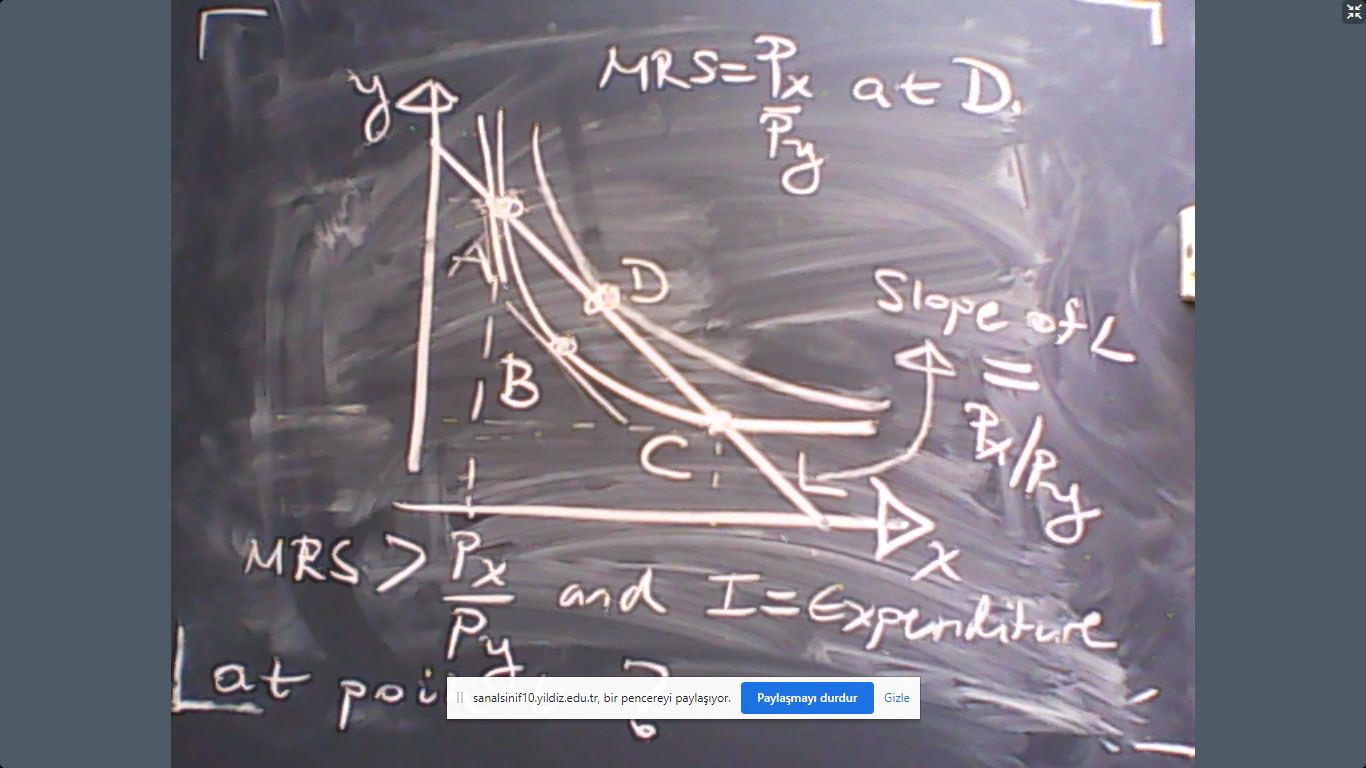 MRS = Px/Py at D.
y
A
D
B
C
L
Slope of L
=
Px/Py
x
MRS > Px/Py and I = Expenditure
at ?
sanalsinif10.yildiz.edu.tr, bir pencereyi paylaşıyor. Paylaşmayı durdur Gizle